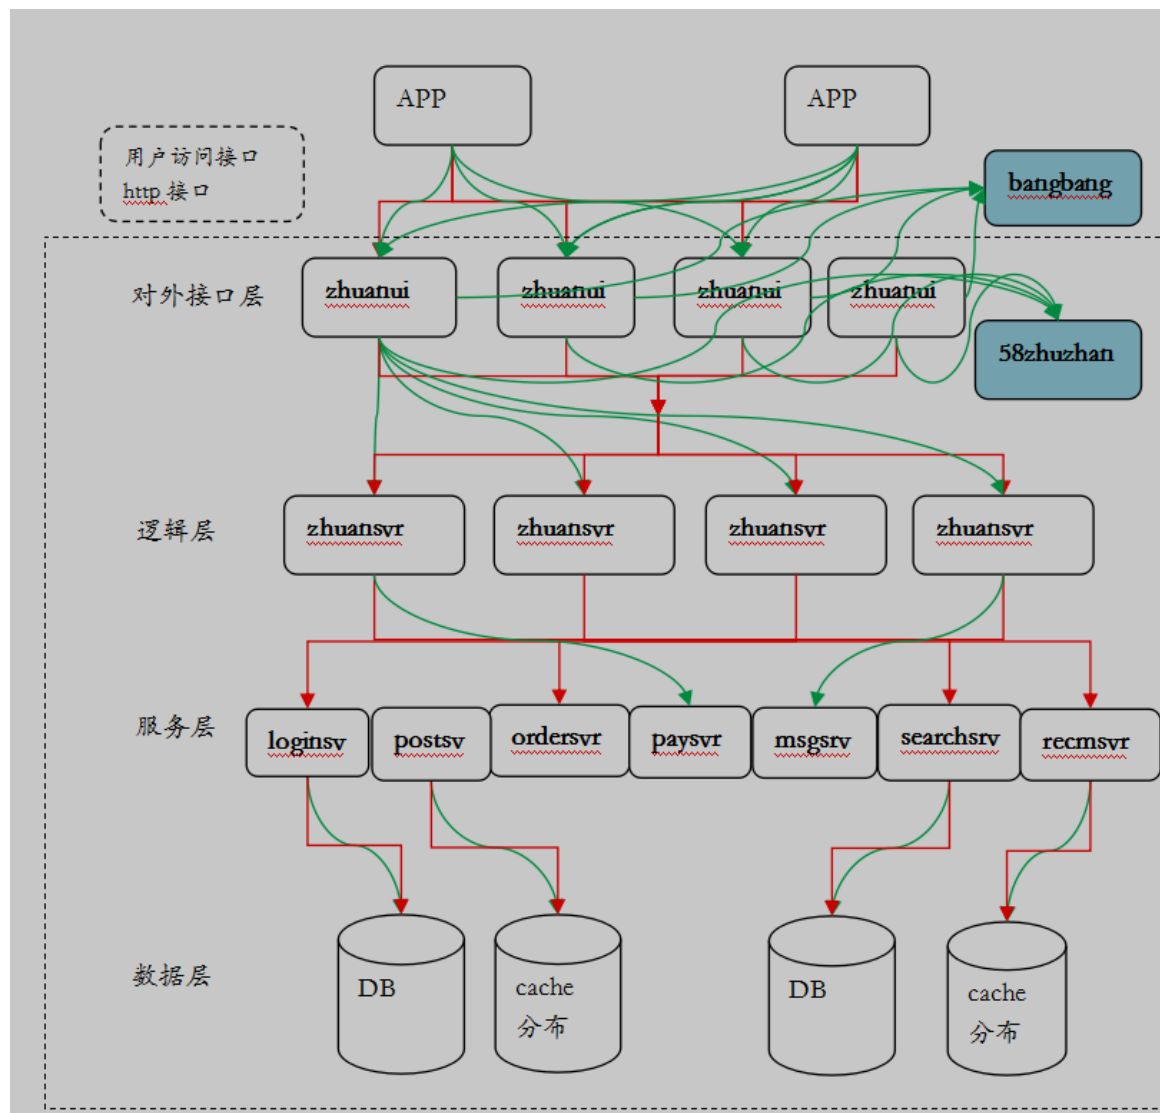 APP
APP
用户访问接口
http 接口
bangbang
对外接口层
zhuanui
zhuanui
zhuanui
zhuanui
58zhuzhan
逻辑层
zhuansvr
zhuansvr
zhuansvr
zhuansvr
服务层
loginsv
postsv
ordersvr
paysvr
msgsrv
searchsrv
recmsvr
数据层
DB
cache
分布
DB
cache
分布